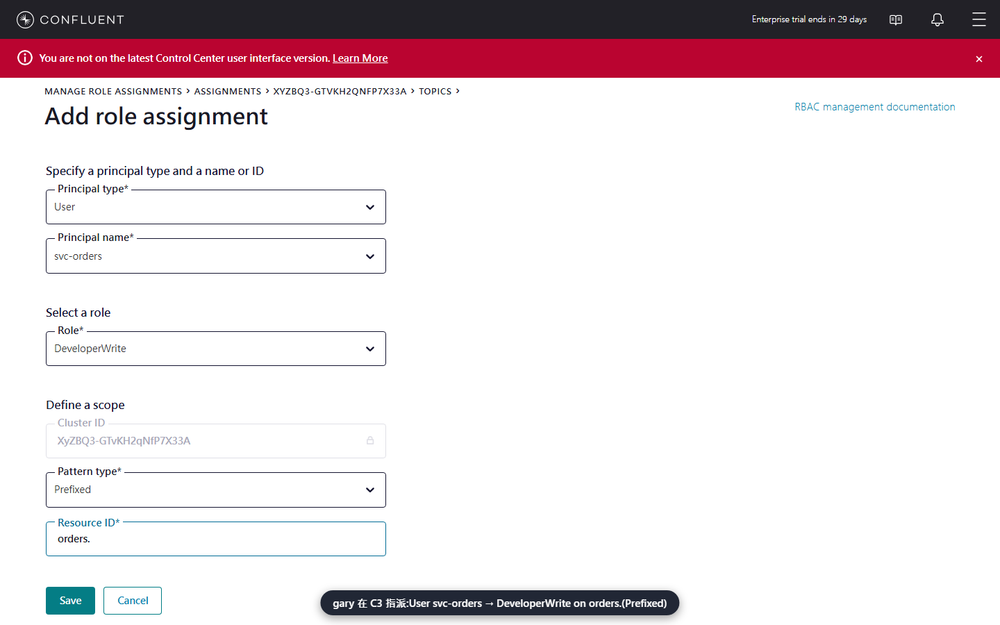 CONFLUENT
Enterprise trial ends in 29 days
You are not on the latest Control Center user interface version. Learn More
MANAGE ROLE ASSIGNMENTS > ASSIGNMENTS > XYZBQ3-GTVKH2QNFP7X33A > TOPICS >
Add role assignment
RBAC management documentation
Specify a principal type and a name or ID
Principal type*
User
Principal name*
svc-orders
Select a role
Role*
DeveloperWrite
Define a scope
Cluster ID
XyZBQ3-GTvKH2qNfP7X33A
Pattern type*
Prefixed
Resource ID*
orders.
Save
Cancel
gary 在 C3 指派:User svc-orders → DeveloperWrite on orders.(Prefixed)